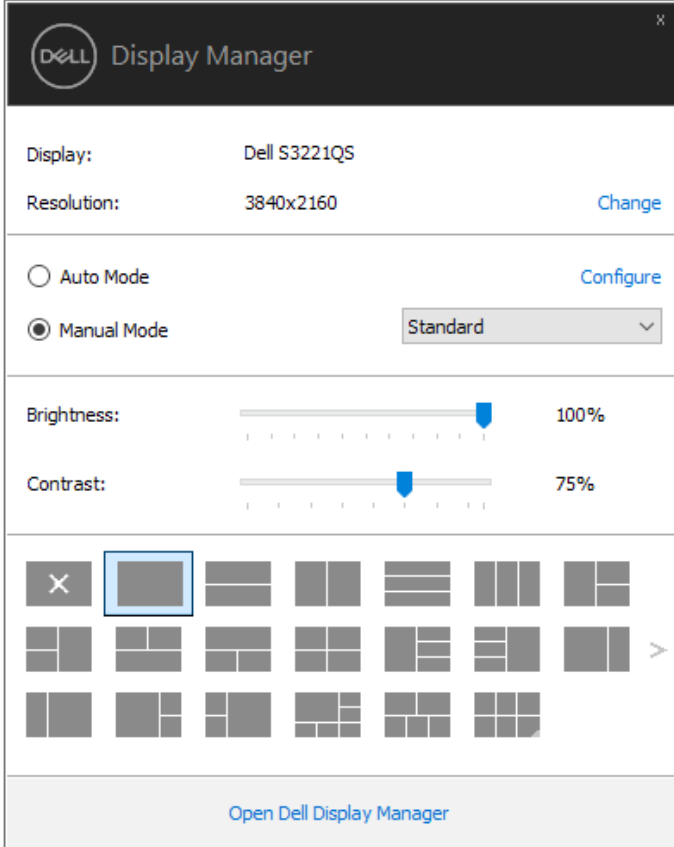 x
DELL Display Manager
Display: Dell S3221QS
Resolution: 3840x2160 Change
Auto Mode Configure
Manual Mode Standard
Brightness: 100%
Contrast: 75%
Open Dell Display Manager